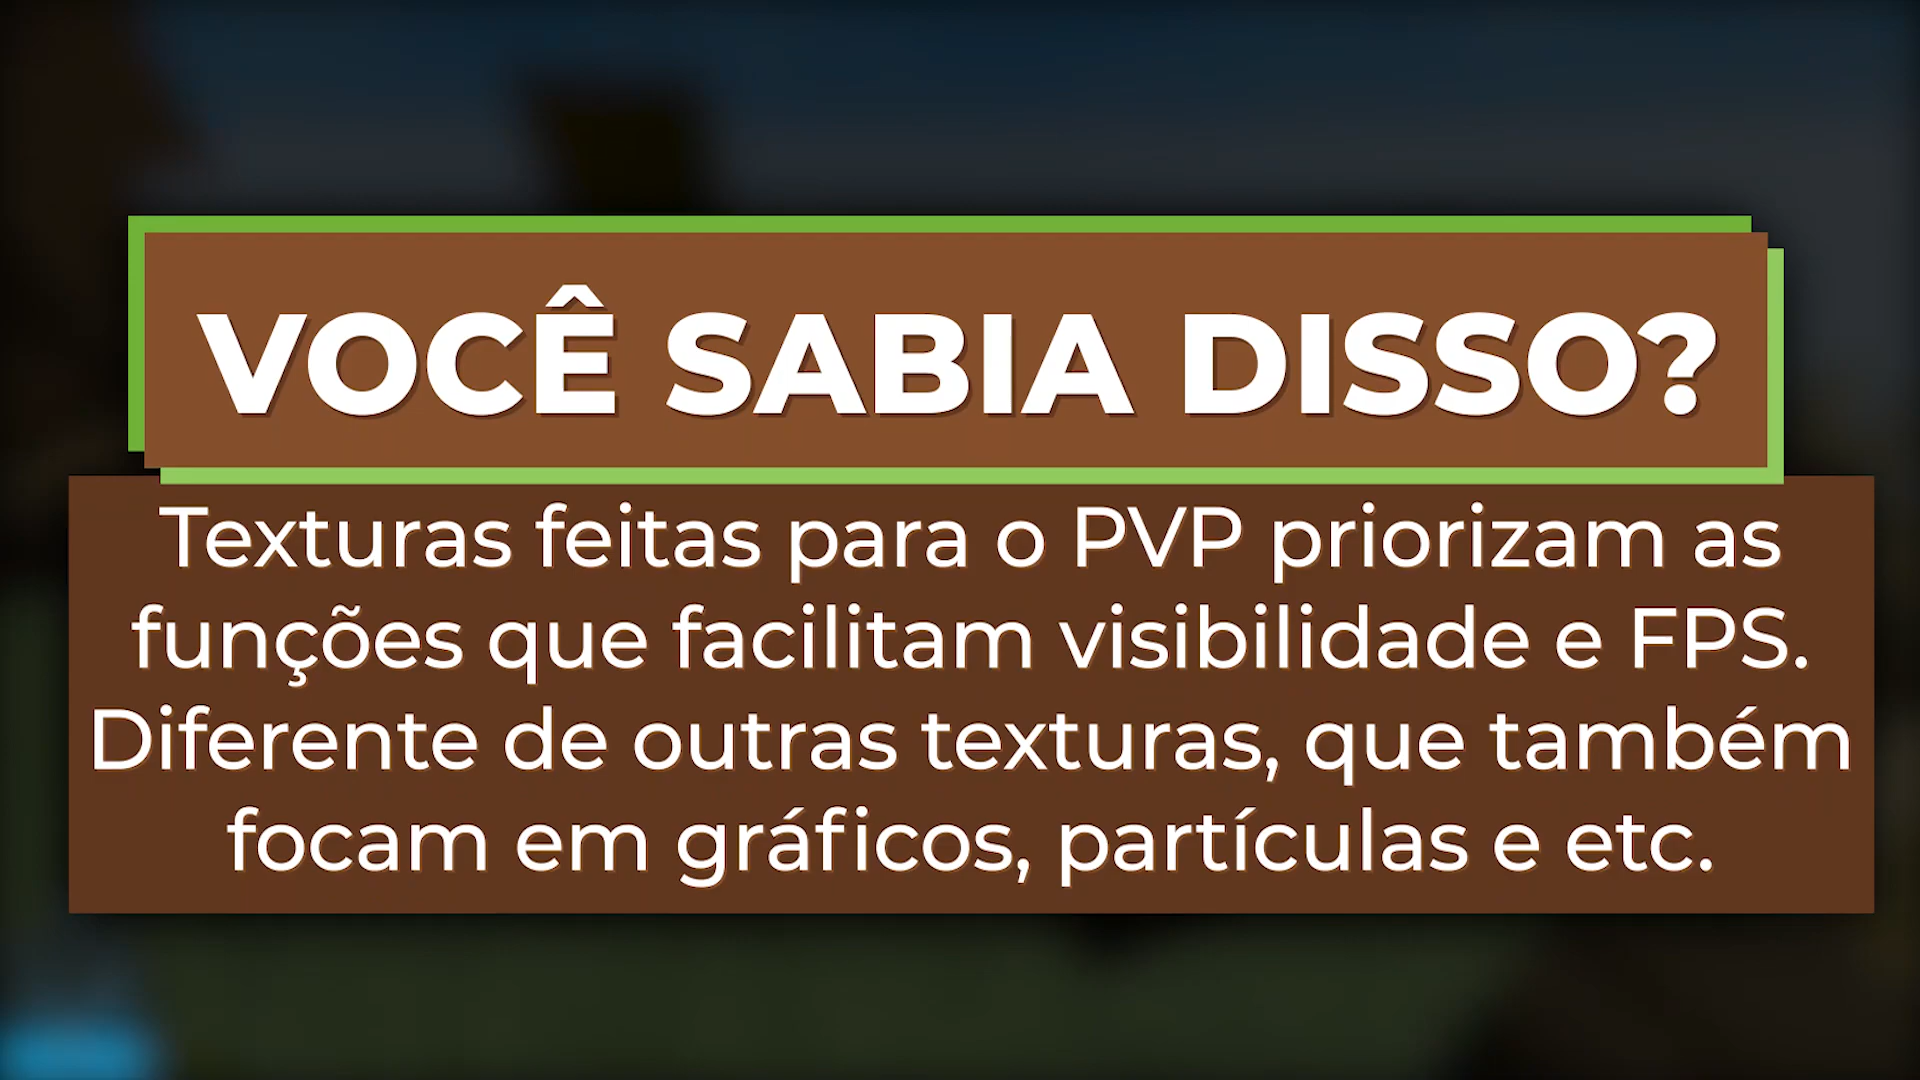 VOCÊ SABIA DISSO?
Texturas feitas para o PVP priorizam as
funções que facilitam visibilidade e FPS.
Diferente de outras texturas, que também
focam em gráficos, partículas e etc.